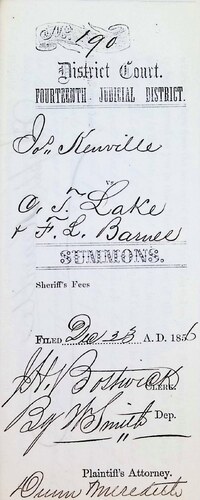 No. 190
District Court.
FOURTEENTH JUDICIAL DISTRICT.
Jos. Kenville
vs
O. T. Lake
& F. L. Barnes
SUMMONS.
Sheriff's Fees
FILED Dec 23 A. D. 1856
J. H. Bostwick CLERK.
By W Smith Dep.
Plaintiff's Attorney.
Dunn Meredith